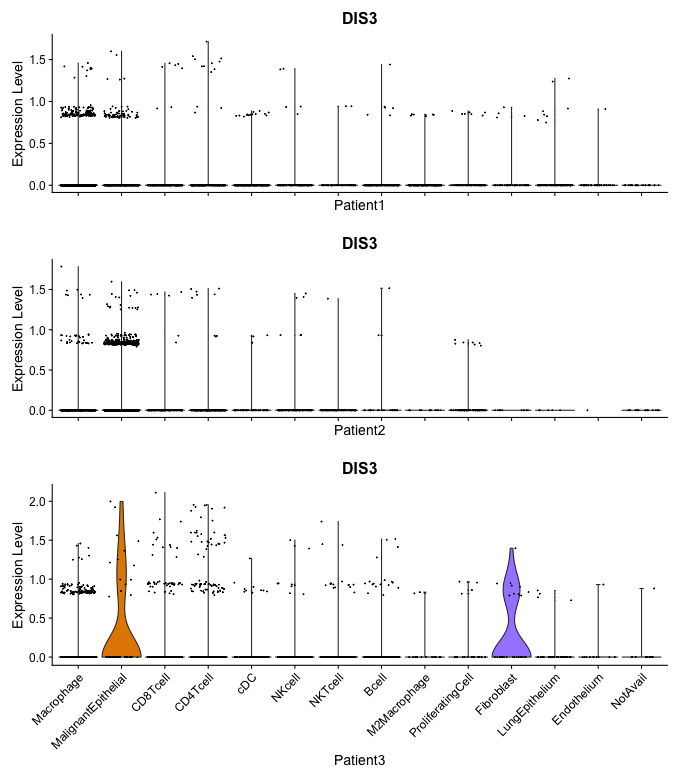 DIS3
Expression Level
1.5
1.0
0.5
0.0
Patient1
DIS3
Expression Level
1.5
1.0
0.5
0.0
Patient2
DIS3
Expression Level
2.0
1.5
1.0
0.5
0.0
Macrophage
MalignantEpithelial
CD8Tcell
CD4Tcell
cDC
NKcell
NKTcell
Bcell
M2Macrophage
ProliferatingCell
Fibroblast
LungEpithelium
Endothelium
NotAvail
Patient3